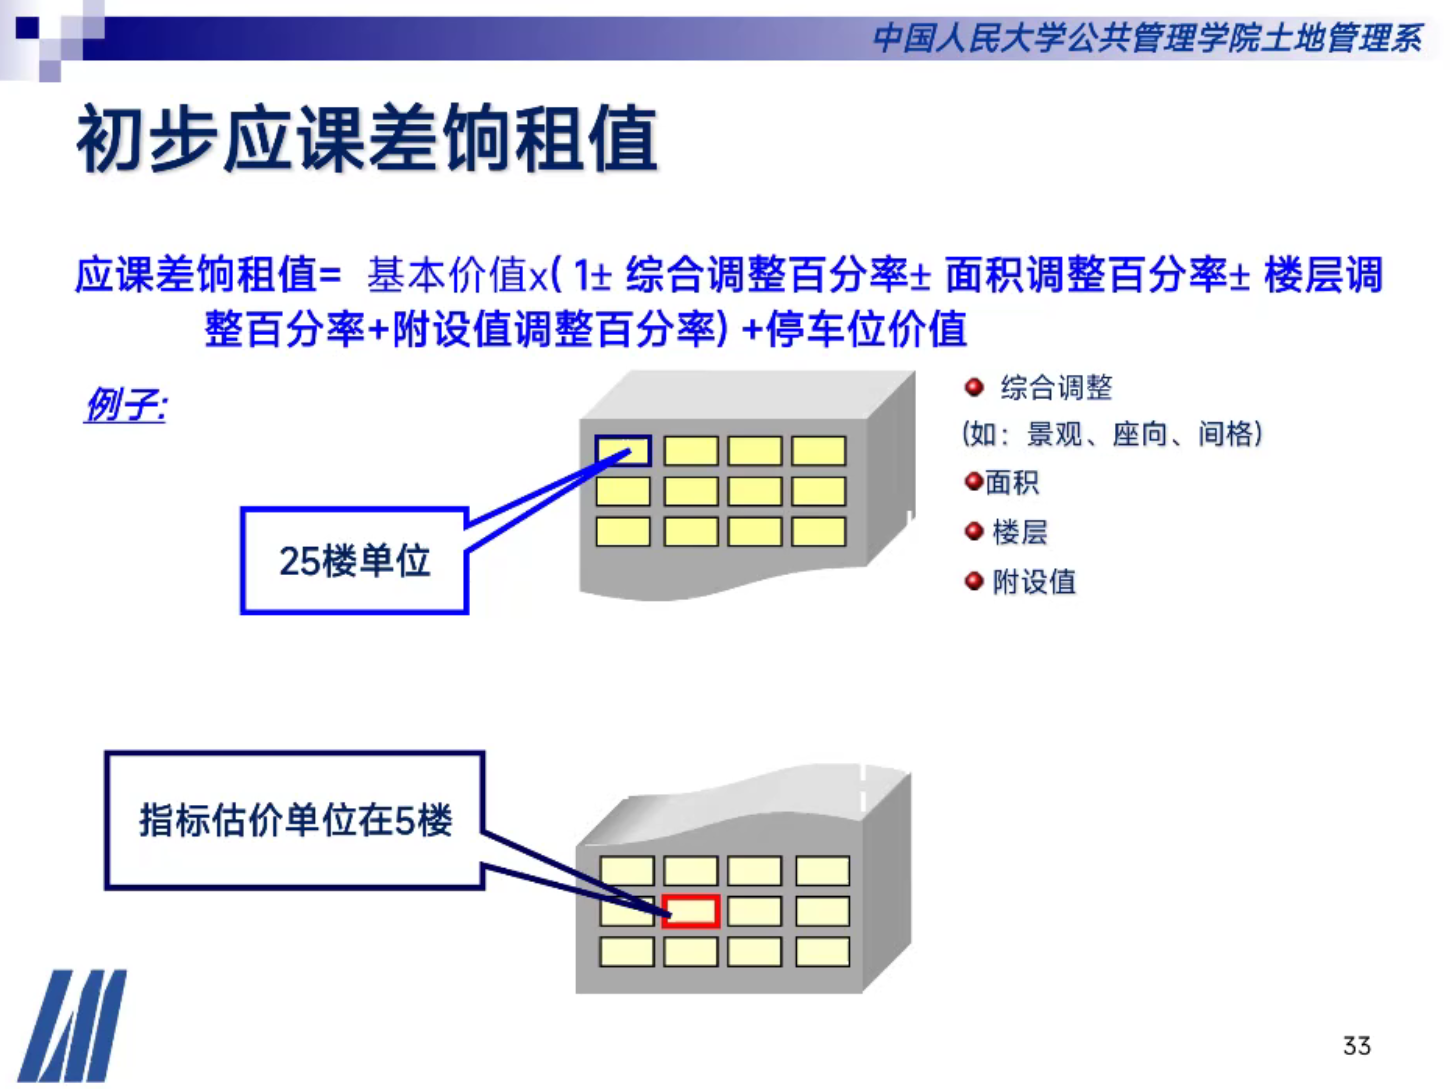 中国人民大学公共管理学院土地管理系
初步应课差饷租值
应课差饷租值= 基本价值x( 1± 综合调整百分率± 面积调整百分率± 楼层调
整百分率+附设值调整百分率) +停车位价值
例子:
综合调整
(如：景观、座向、间格)
面积
楼层
附设值
25楼单位
指标估价单位在5楼
33